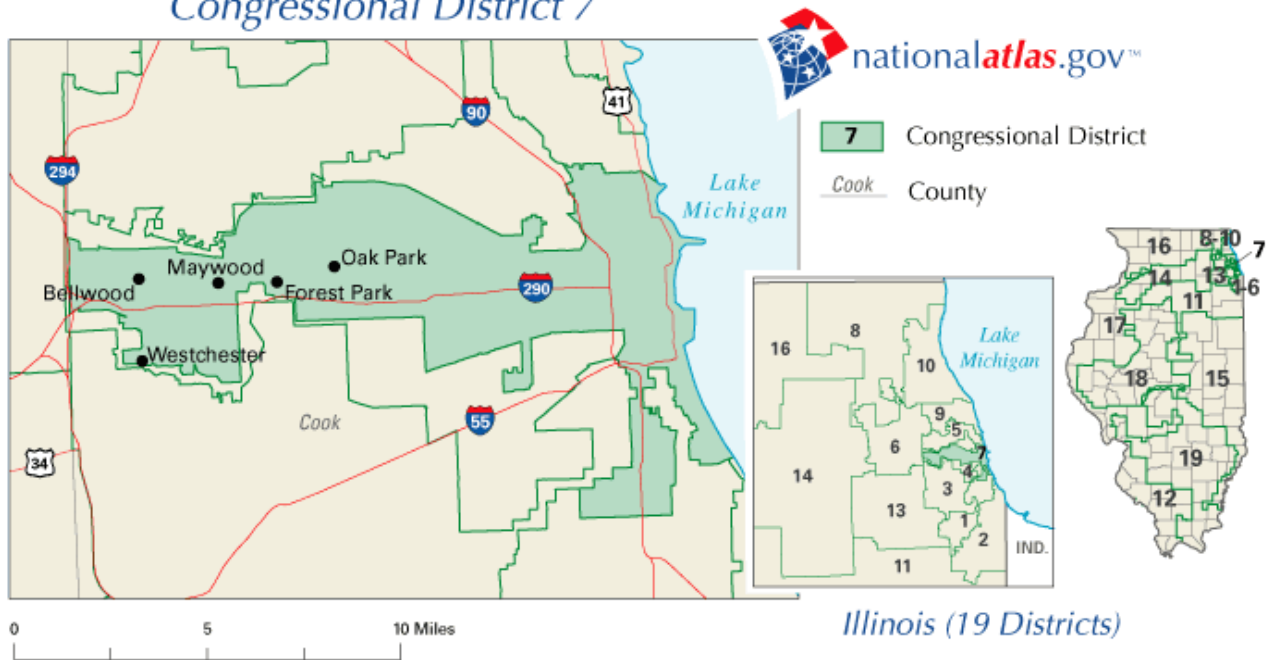 Congressional District 7
294
90
41
Lake
Michigan
Oak Park
Maywood
Bellwood
Forest Park
290
Westchester
Cook
55
34
0 5 10 Miles
nationalatlas.gov™
7 Congressional District
Cook County
8
16
10
Lake
Michigan
9
5
6
7
4
14
3
13
1
2
IND.
11
16
8-10
7
14
13
1-6
11
17
18
15
19
12
Illinois (19 Districts)